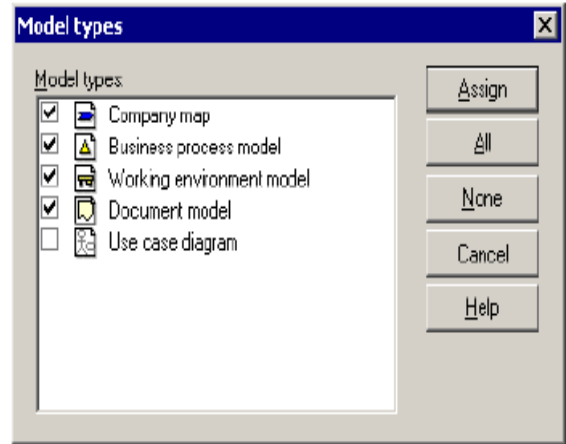 Model types
Model types:
Company map
Business process model
Working environment model
Document model
Use case diagram
Assign
All
None
Cancel
Help